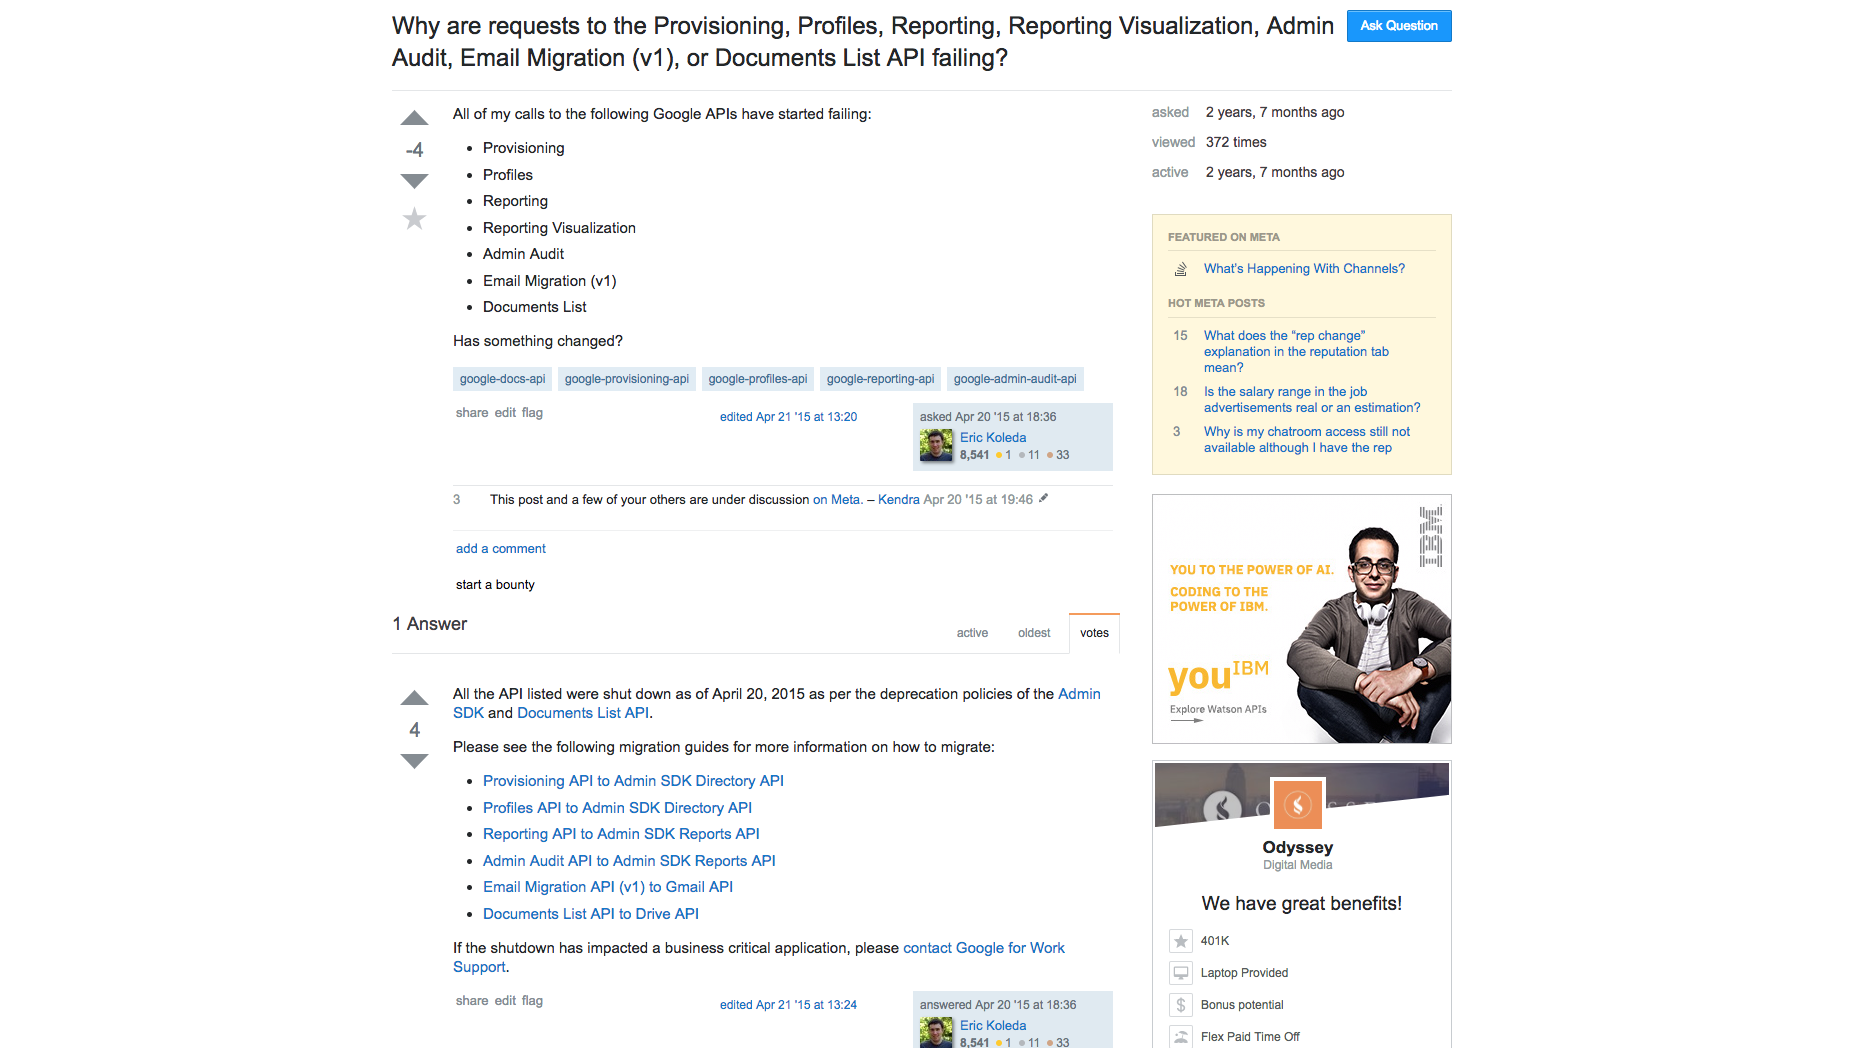 Why are requests to the Provisioning, Profiles, Reporting, Reporting Visualization, Admin
Audit, Email Migration (v1), or Documents List API failing?
Ask Question
All of my calls to the following Google APIs have started failing:
-4
Provisioning
Profiles
Reporting
Reporting Visualization
Admin Audit
Email Migration (v1)
Documents List
Has something changed?
google-docs-api google-provisioning-api google-profiles-api google-reporting-api google-admin-audit-api
share edit flag
edited Apr 21 '15 at 13:20
asked Apr 20 '15 at 18:36
Eric Koleda
8,541 1 11 33
3 This post and a few of your others are under discussion on Meta. – Kendra Apr 20 '15 at 19:46
add a comment
start a bounty
1 Answer
active oldest votes
4
All the API listed were shut down as of April 20, 2015 as per the deprecation policies of the Admin
SDK and Documents List API.
Please see the following migration guides for more information on how to migrate:
Provisioning API to Admin SDK Directory API
Profiles API to Admin SDK Directory API
Reporting API to Admin SDK Reports API
Admin Audit API to Admin SDK Reports API
Email Migration API (v1) to Gmail API
Documents List API to Drive API
If the shutdown has impacted a business critical application, please contact Google for Work
Support.
share edit flag
edited Apr 21 '15 at 13:24
answered Apr 20 '15 at 18:36
Eric Koleda
8,541 1 11 33
asked 2 years, 7 months ago
viewed 372 times
active 2 years, 7 months ago
FEATURED ON META
What's Happening With Channels?
HOT META POSTS
15 What does the “rep change”
explanation in the reputation tab
mean?
18 Is the salary range in the job
advertisements real or an estimation?
3 Why is my chatroom access still not
available although I have the rep
IBM
YOU TO THE POWER OF AI.
CODING TO THE
POWER OF IBM.
you IBM
Explore Watson APIs
Odyssey
Digital Media
We have great benefits!
401K
Laptop Provided
Bonus potential
Flex Paid Time Off